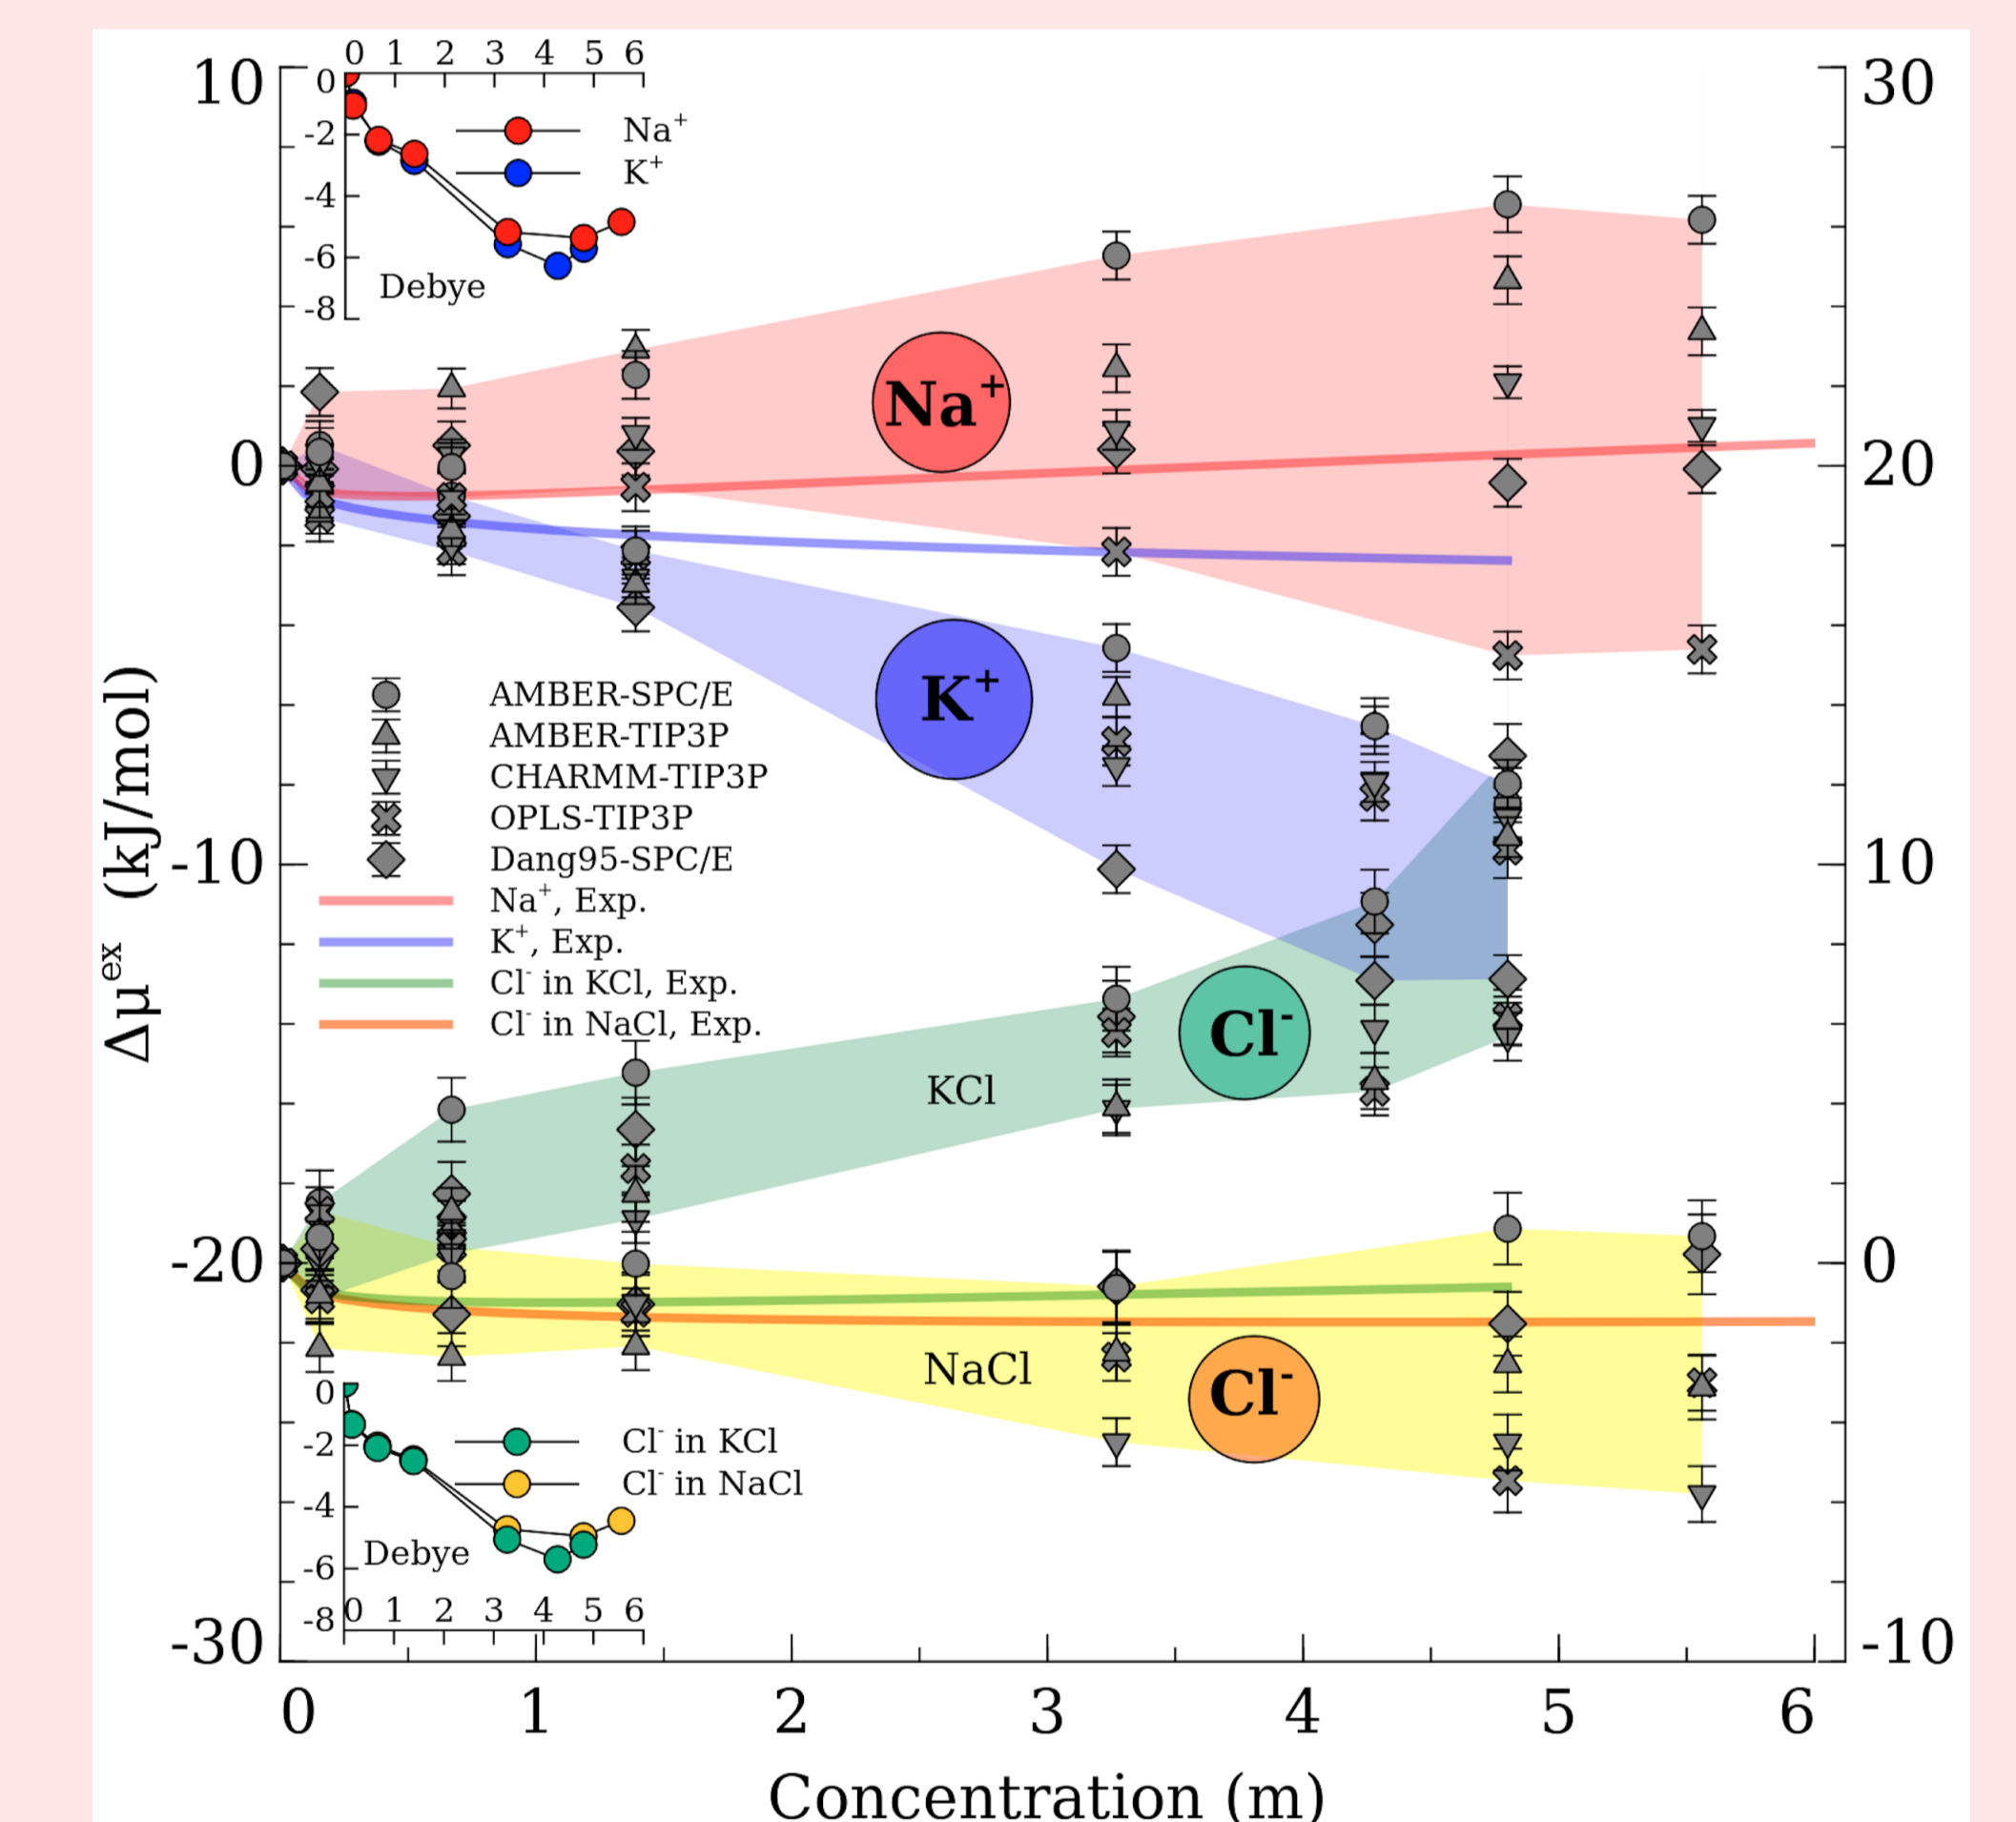 0 1 2 3 4 5 6
10
30
0
-2
-4
-6
-8
Na⁺
K⁺
Debye
Na⁺
0
20
K⁺
AMBER-SPC/E
AMBER-TIP3P
CHARMM-TIP3P
OPLS-TIP3P
Dang95-SPC/E
Na⁺, Exp.
K⁺, Exp.
Cl⁻ in KCl, Exp.
Cl⁻ in NaCl, Exp.
-10
10
Δμᵉˣ (kJ/mol)
Cl⁻
KCl
-20
0
NaCl
Cl⁻
0
-2
-4
-6
-8
Cl⁻ in KCl
Cl⁻ in NaCl
Debye
0 1 2 3 4 5 6
-30
-10
0 1 2 3 4 5 6
Concentration (m)